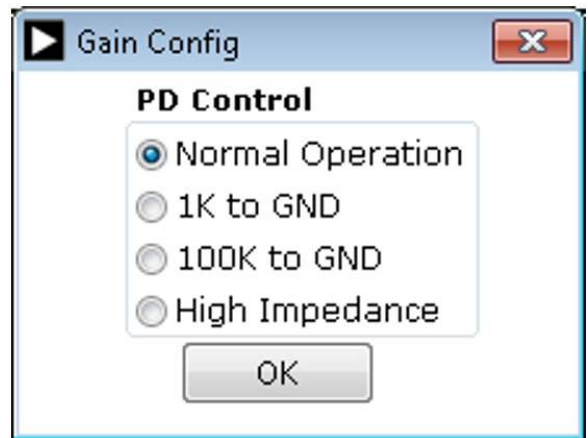 Gain Config
PD Control
Normal Operation
1K to GND
100K to GND
High Impedance
OK